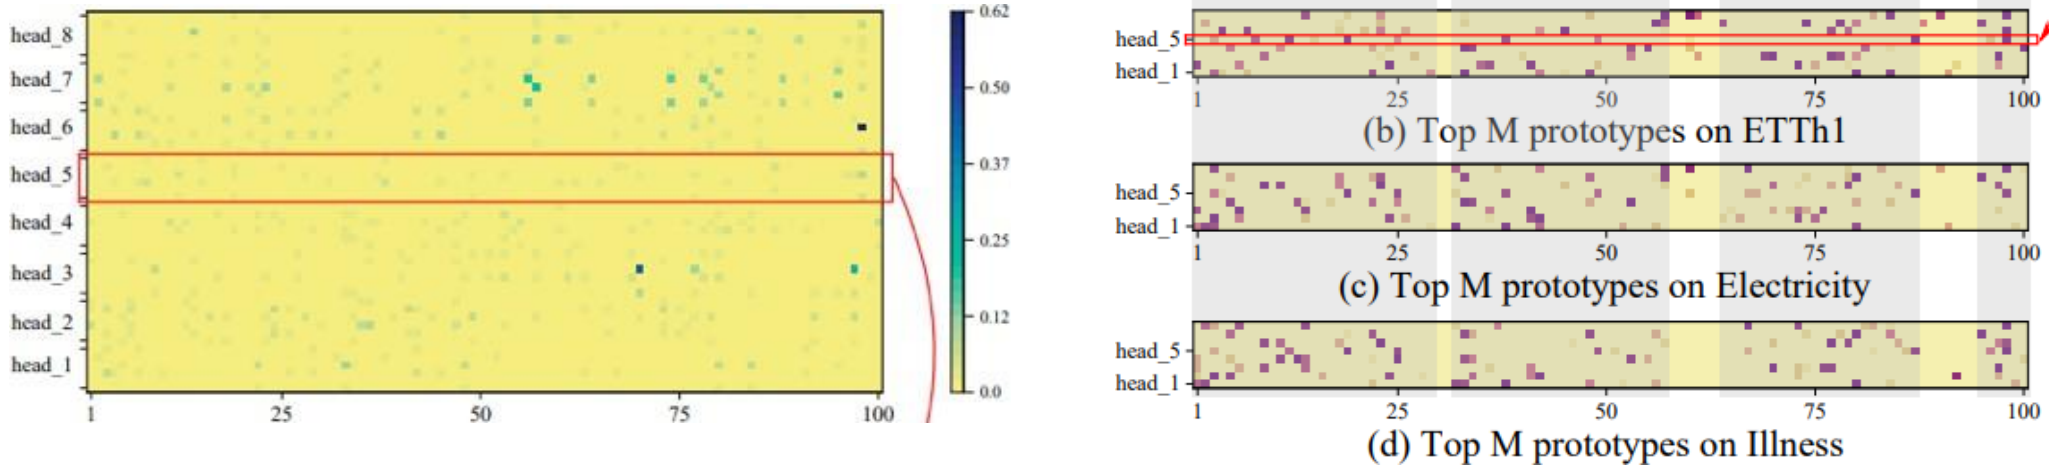 head_8
head_7
head_6
head_5
head_4
head_3
head_2
head_1
1 25 50 75 100
0.62
0.50
0.37
0.25
0.12
0.0
head_5
head_1
1 25 50 75 100
(b) Top M prototypes on ETTh1
head_5
head_1
1 25 50 75 100
(c) Top M prototypes on Electricity
head_5
head_1
1 25 50 75 100
(d) Top M prototypes on Illness